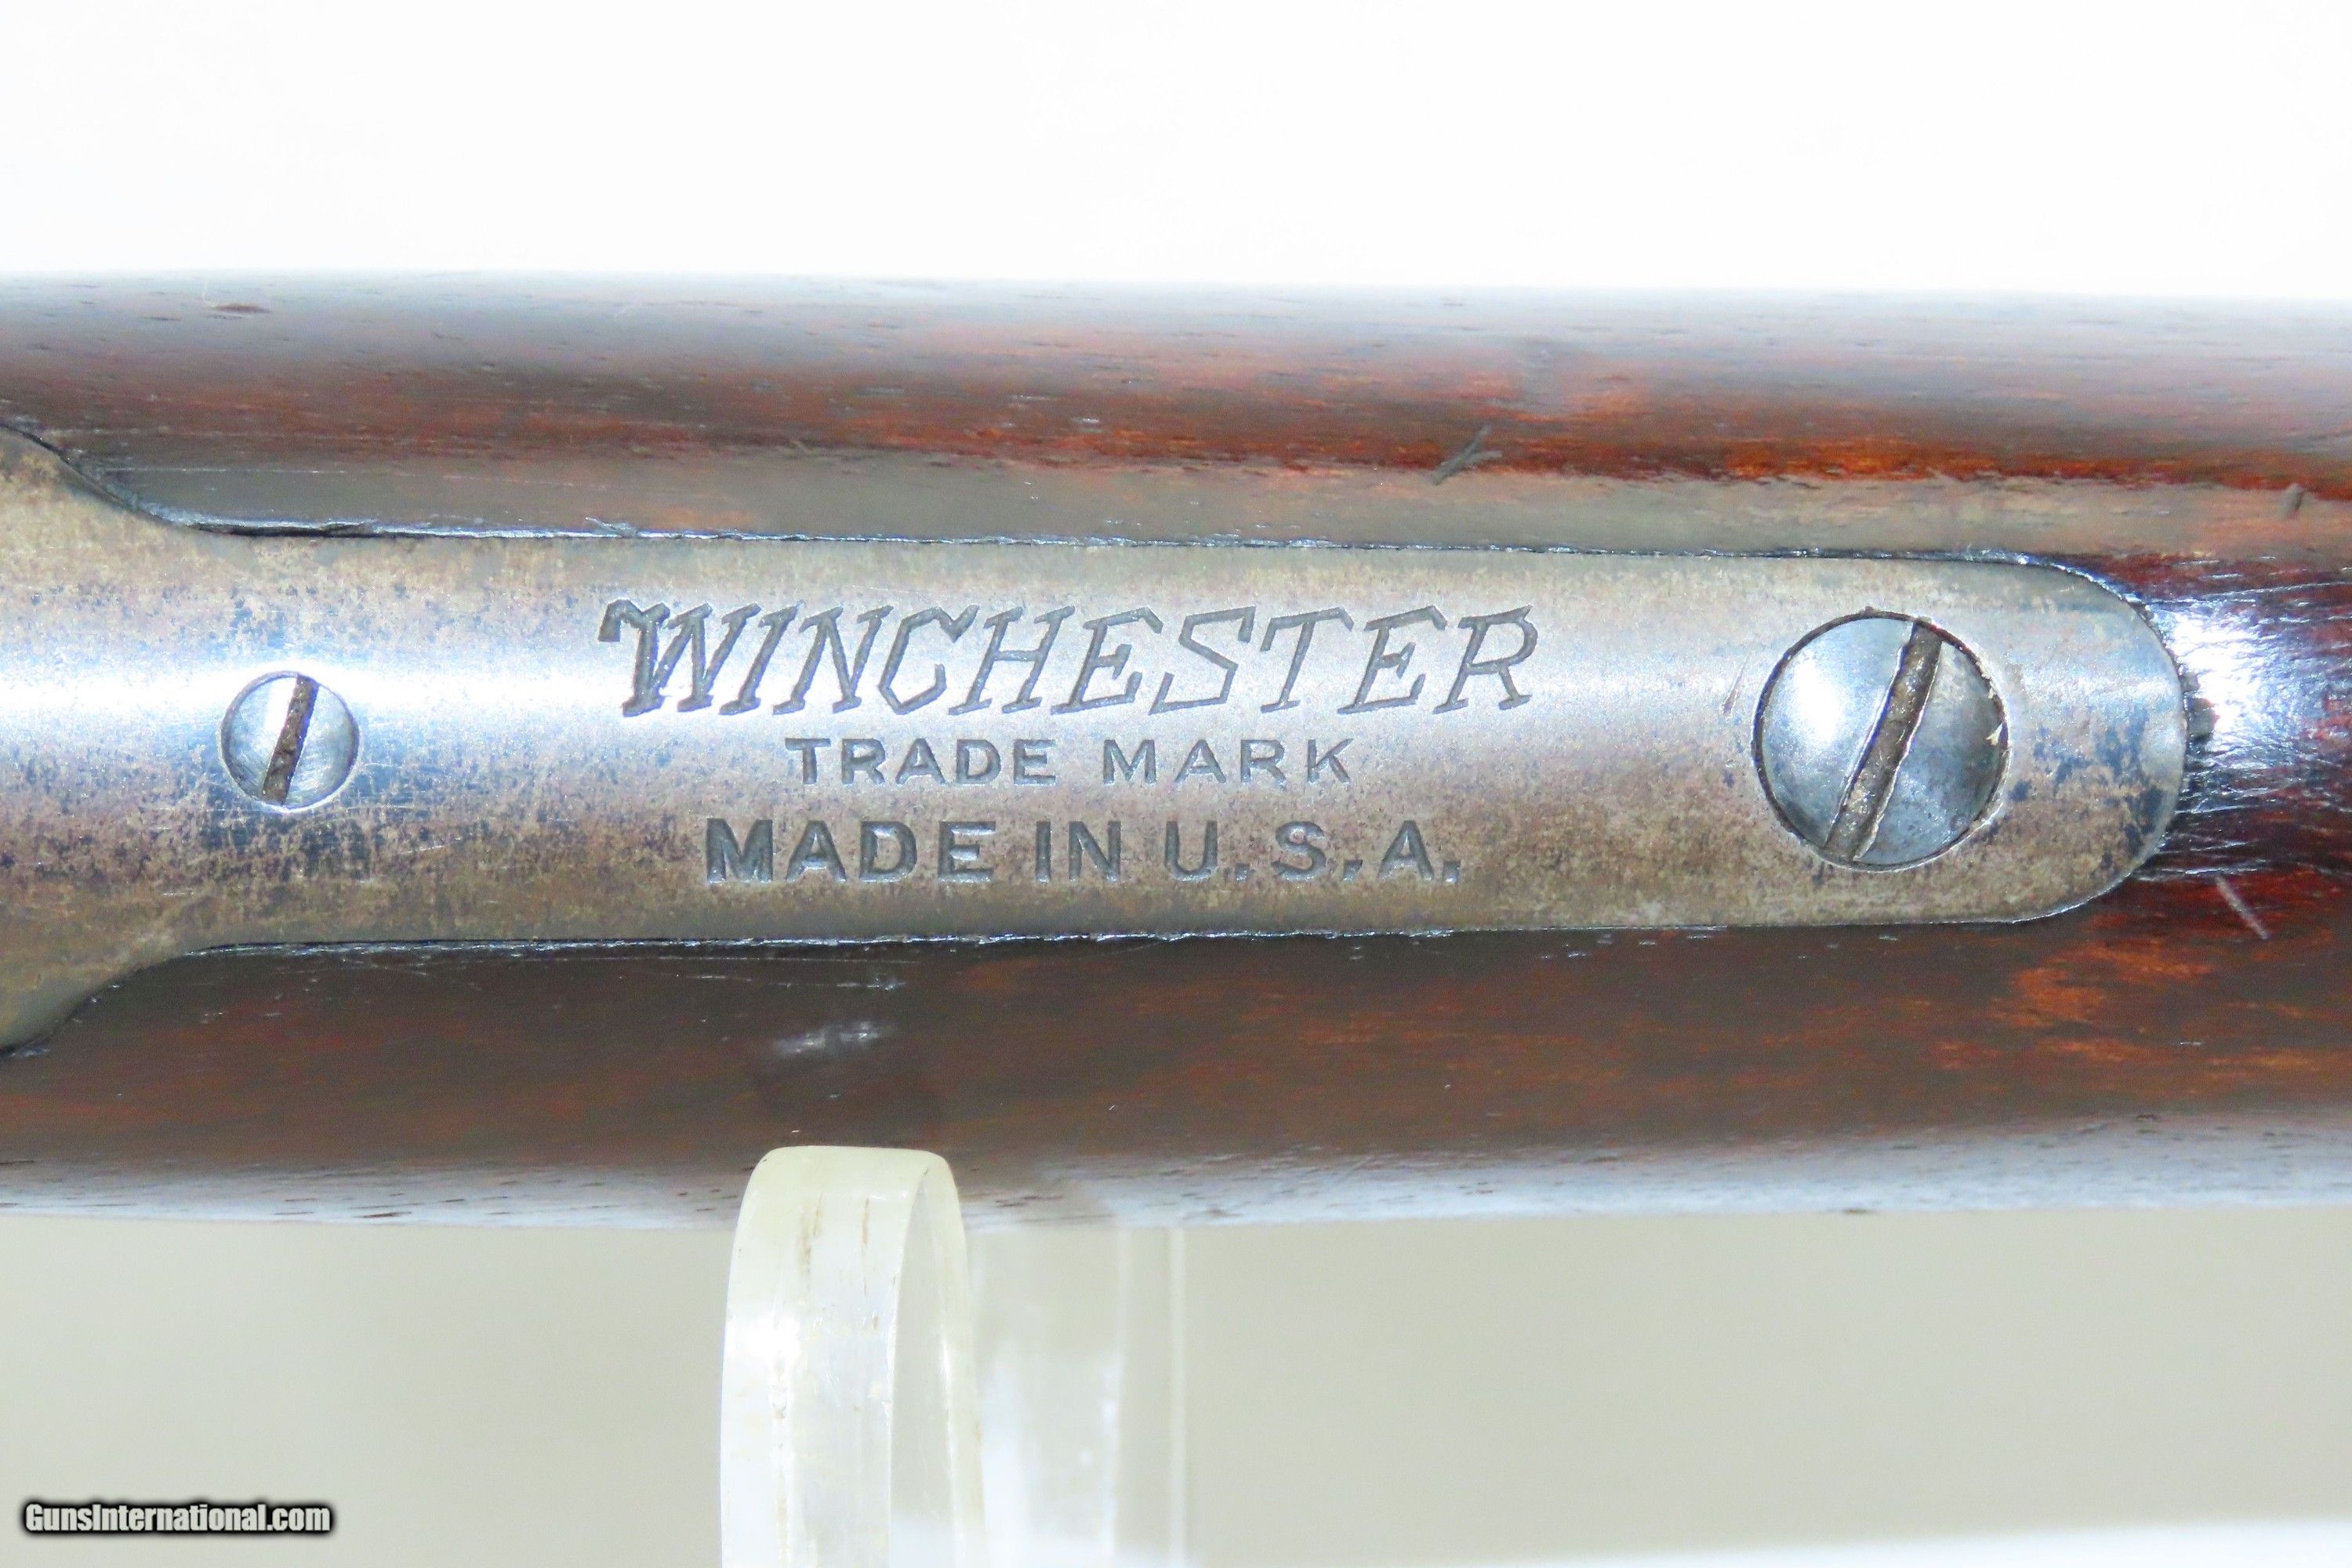 WINCHESTER
TRADE MARK
MADE IN U.S.A.
GunsInternational.com